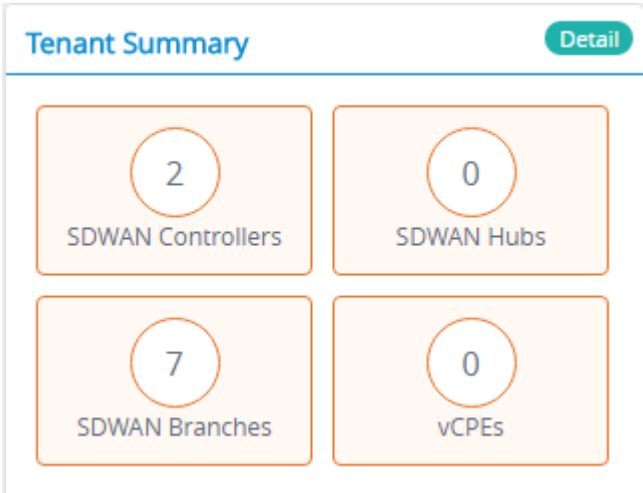 Tenant Summary
Detail
2
SDWAN Controllers
0
SDWAN Hubs
7
SDWAN Branches
0
vCPEs